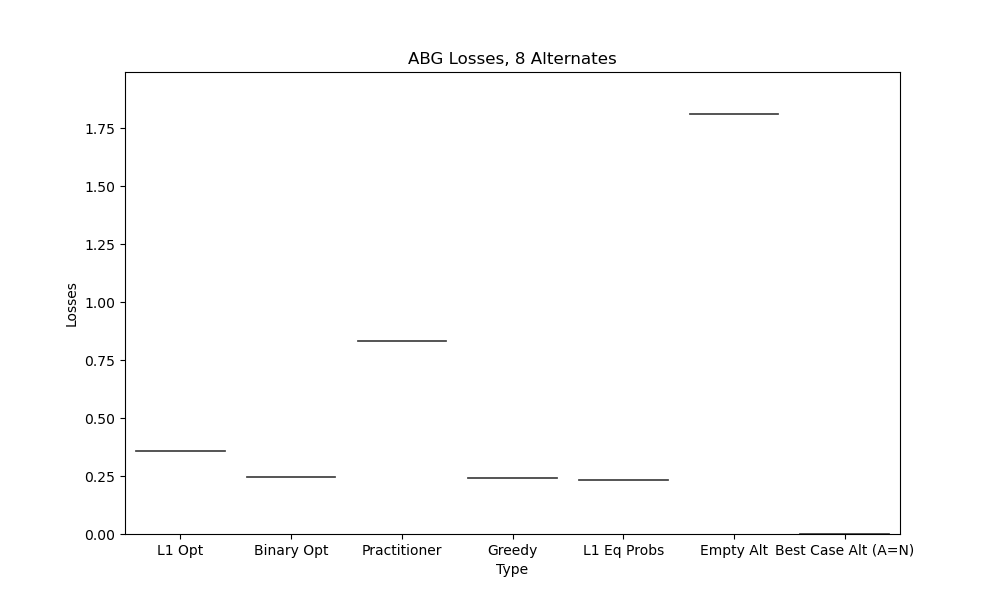 ABG Losses, 8 Alternates
Losses
1.75
1.50
1.25
1.00
0.75
0.50
0.25
0.00
L1 Opt Binary Opt Practitioner Greedy L1 Eq Probs Empty Alt Best Case Alt (A=N)
Type